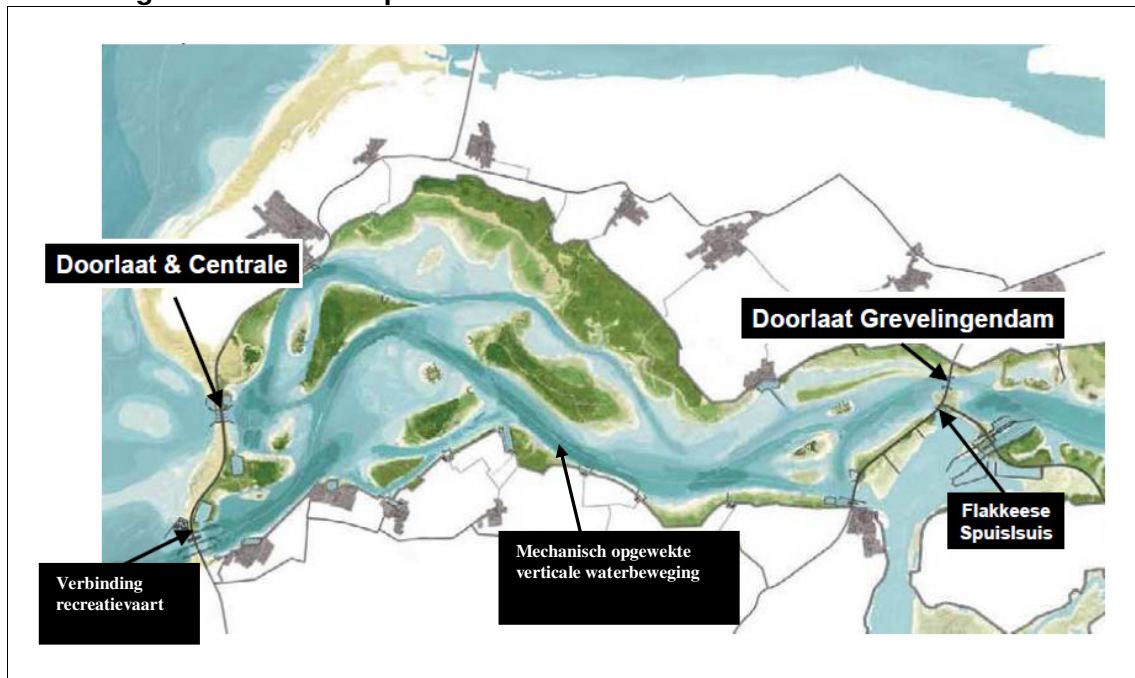 Doorlaat & Centrale
Doorlaat Grevelingendam
Flakkeese
Spuislsuis
Mechanisch opgewekte
verticale waterbeweging
Verbinding
recreatievaart